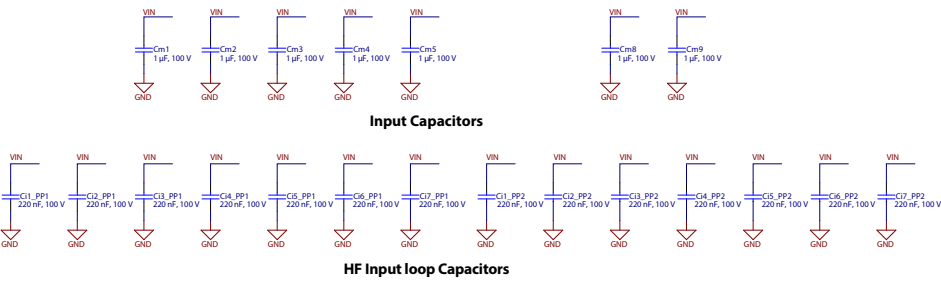 VIN VIN VIN VIN VIN VIN VIN
Cm1 Cm2 Cm3 Cm4 Cm5 Cm8 Cm9
1 µF, 100 V 1 µF, 100 V 1 µF, 100 V 1 µF, 100 V 1 µF, 100 V 1 µF, 100 V 1 µF, 100 V
GND GND GND GND GND GND GND
Input Capacitors
VIN VIN VIN VIN VIN VIN VIN VIN VIN VIN VIN VIN VIN VIN
Ci1_PP1 Ci2_PP1 Ci3_PP1 Ci4_PP1 Ci5_PP1 Ci6_PP1 Ci7_PP1 Ci1_PP2 Ci2_PP2 Ci3_PP2 Ci4_PP2 Ci5_PP2 Ci6_PP2 Ci7_PP2
220 nF, 100 V 220 nF, 100 V 220 nF, 100 V 220 nF, 100 V 220 nF, 100 V 220 nF, 100 V 220 nF, 100 V 220 nF, 100 V 220 nF, 100 V 220 nF, 100 V 220 nF, 100 V 220 nF, 100 V 220 nF, 100 V 220 nF, 100 V
GND GND GND GND GND GND GND GND GND GND GND GND GND GND
HF Input loop Capacitors